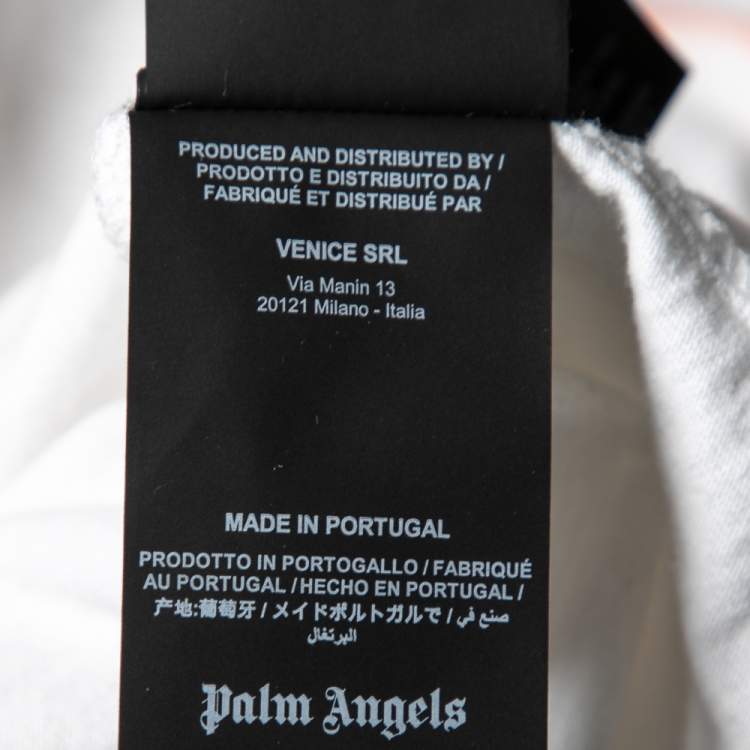 PRODUCED AND DISTRIBUTED BY /
PRODOTTO E DISTRIBUITO DA /
FABRIQUÉ ET DISTRIBUÉ PAR
VENICE SRL
Via Manin 13
20121 Milano - Italia
MADE IN PORTUGAL
PRODOTTO IN PORTOGALLO / FABRIQUÉ
AU PORTUGAL / HECHO EN PORTUGAL /
产地:葡萄牙 / メイドポルトガルで / صنع في
البرتغال
Palm Angels